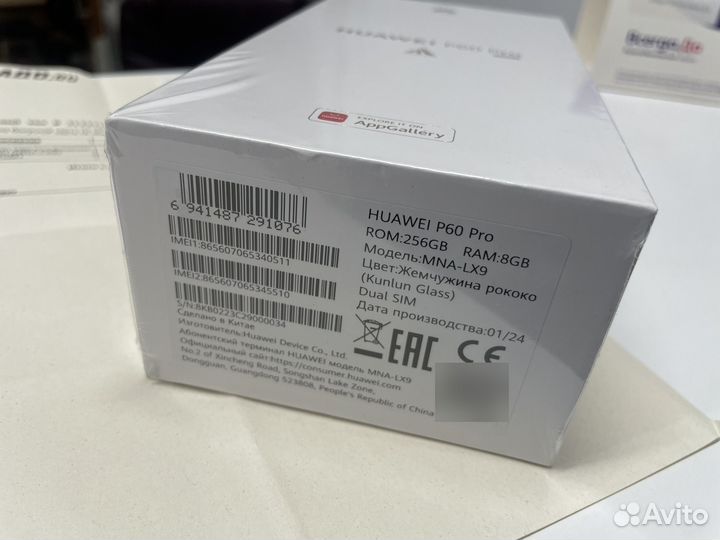 HUAWEI
EXPLORE IT ON
AppGallery
6 941487 291076
IMEI1:865607065340511
IMEI2:865607065345510
S/N:BKB0223C29000034
Сделано в Китае
Изготовитель:Huawei Device Co., Ltd.
Абонентский терминал HUAWEI модель MNA-LX9
Официальный сайт:https://consumer.huawei.com
No.2 of Xincheng Road, Songshan Lake Zone,
Dongguan, Guangdong 523808, People's Republic of China
HUAWEI P60 Pro
ROM:256GB RAM:8GB
Модель:MNA-LX9
Цвет:Жемчужина рококо
(Kunlun Glass)
Dual SIM
Дата производства:01/24
EAC CE
Avito